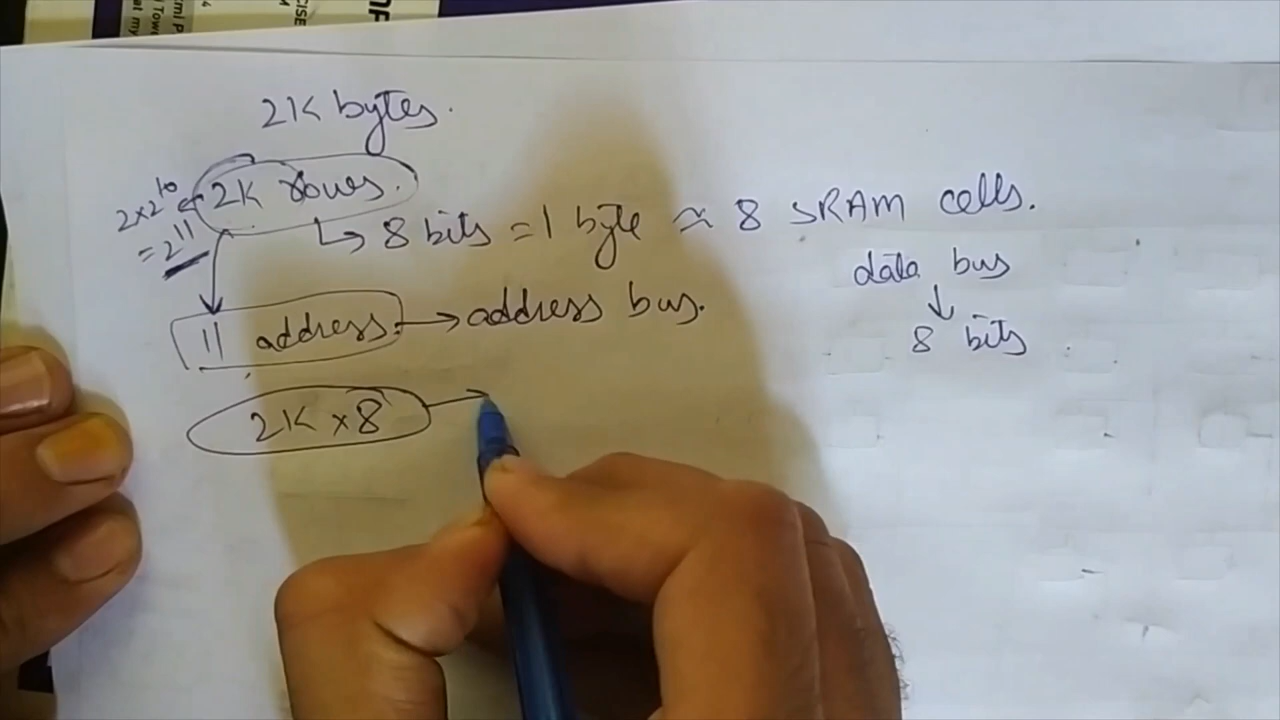 2K bytes.
2K rows.
2x2^10
= 2^11
8 bits = 1 byte ≈ 8 SRAM cells.
data bus
8 bits
11 address. → address bus.
2K x 8